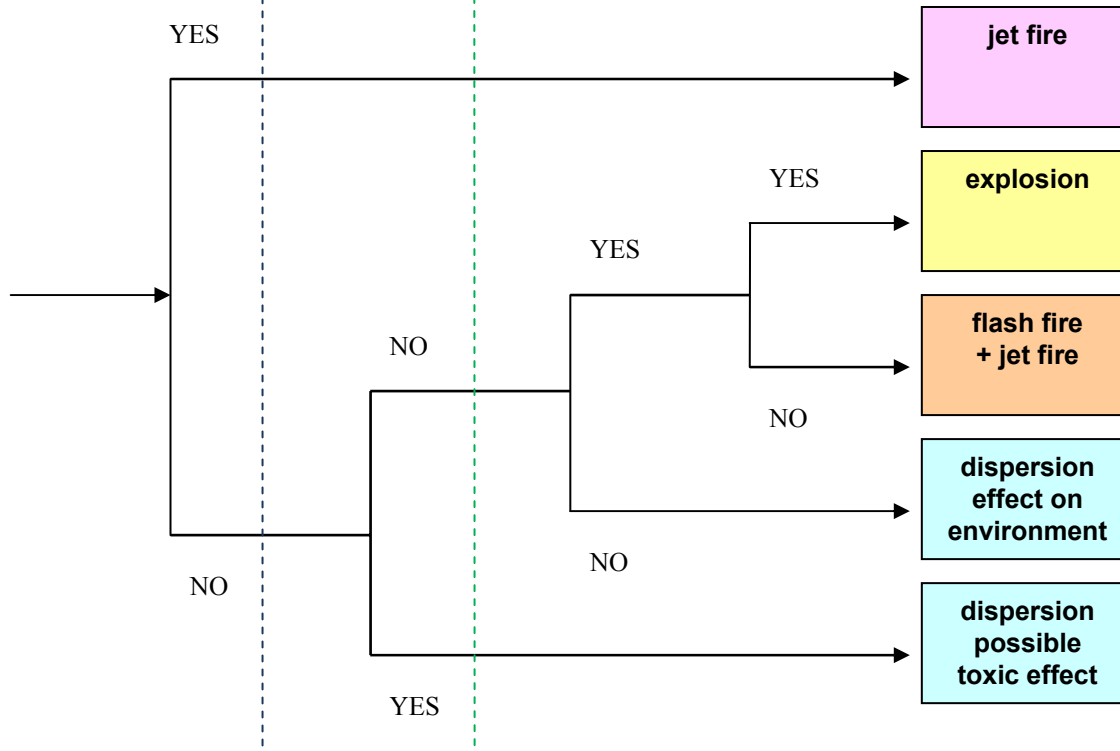 YES
jet fire
YES
explosion
YES
flash fire
+ jet fire
NO
NO
dispersion
effect on
environment
NO
NO
dispersion
possible
toxic effect
YES